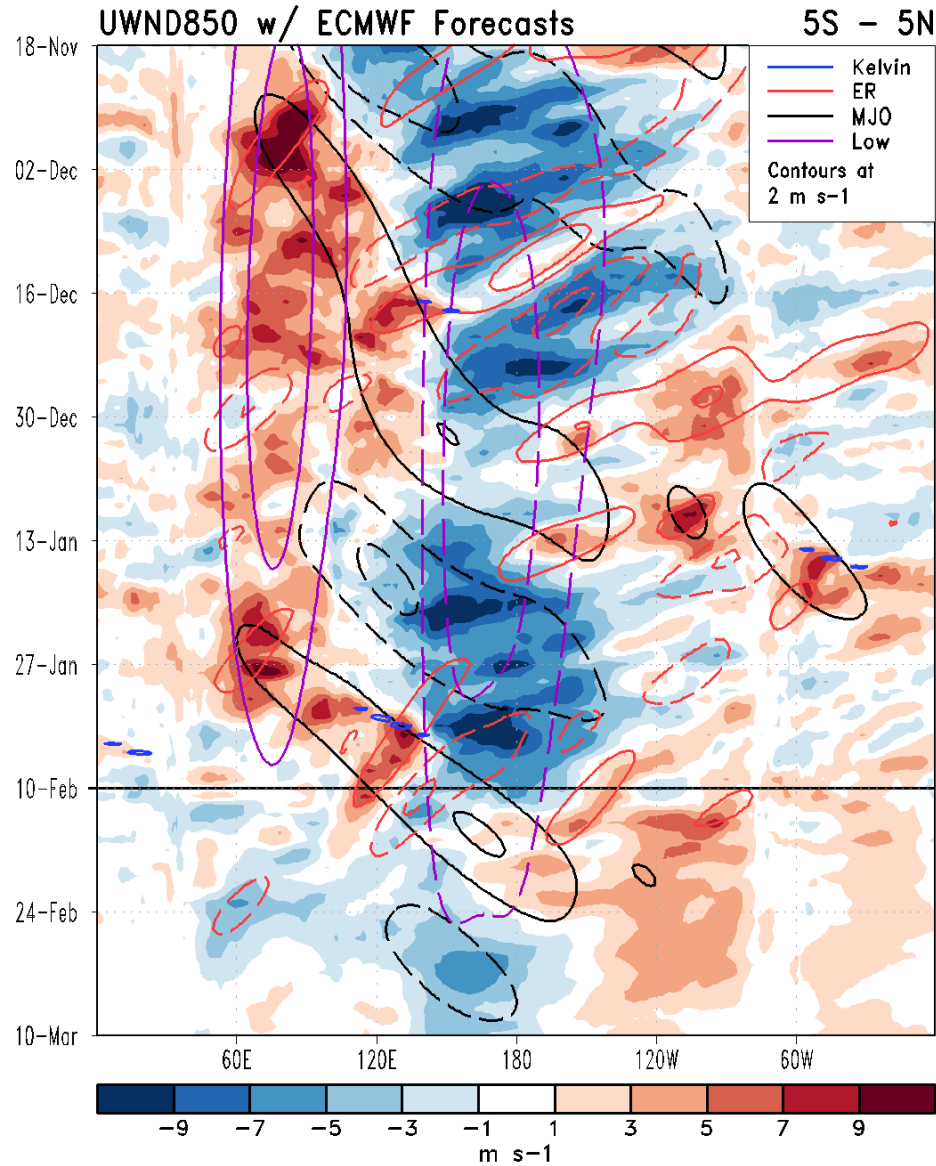 UWND850 w/ ECMWF Forecasts 5S - 5N
Kelvin
ER
MJO
Low
Contours at
2 m s-1
18-Nov
02-Dec
16-Dec
30-Dec
13-Jan
27-Jan
10-Feb
24-Feb
10-Mar
60E 120E 180 120W 60W
-9 -7 -5 -3 -1 1 3 5 7 9
m s-1